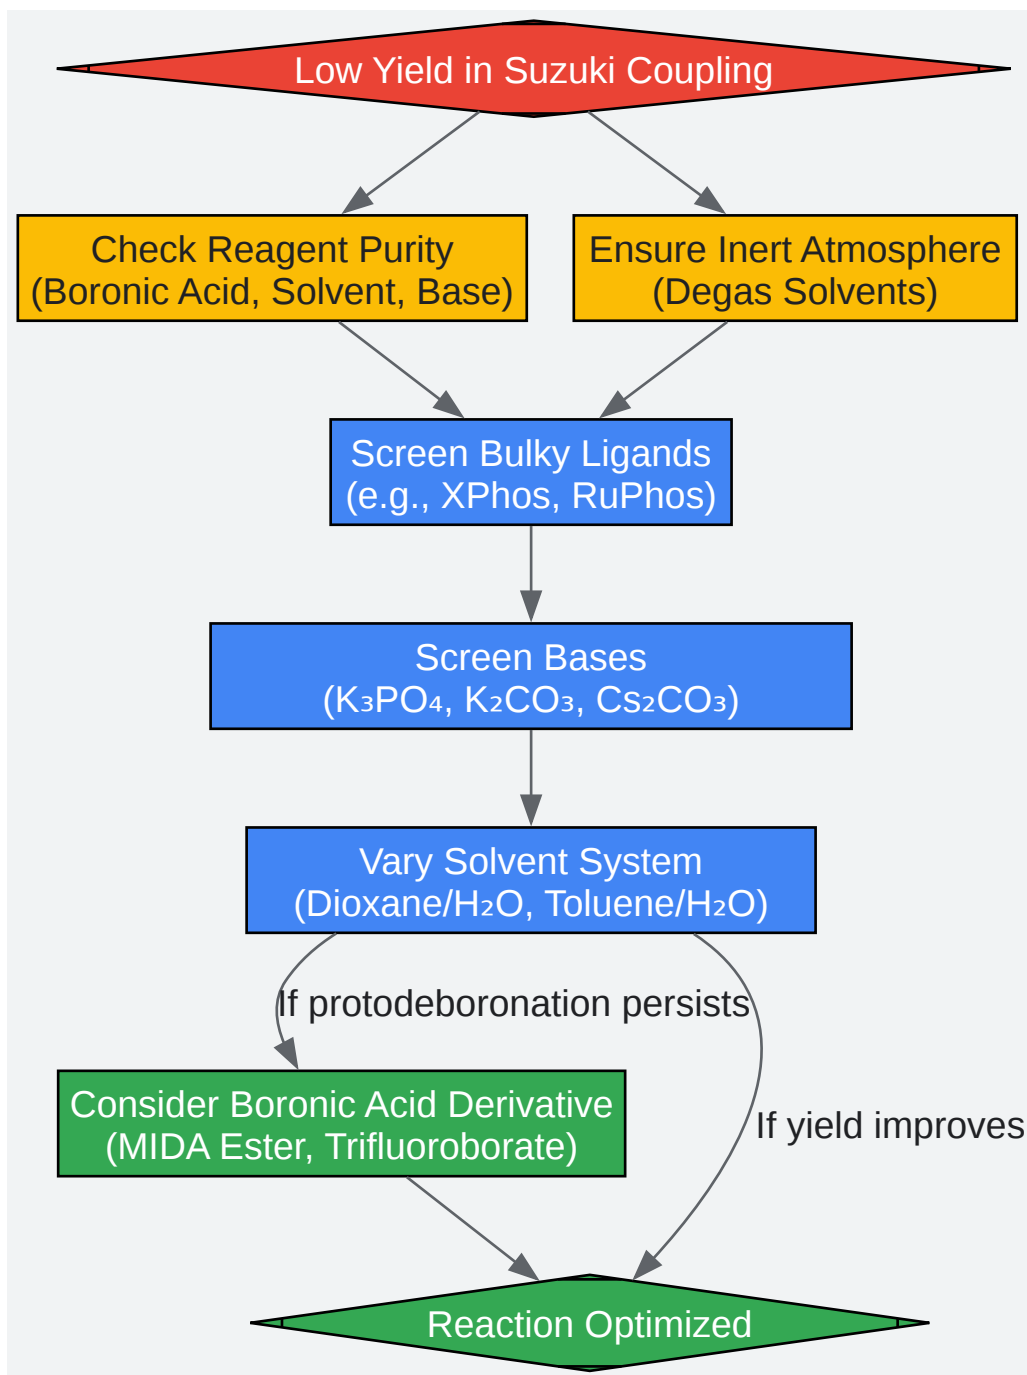 Low Yield in Suzuki Coupling
Check Reagent Purity
(Boronic Acid, Solvent, Base)
Ensure Inert Atmosphere
(Degas Solvents)
Screen Bulky Ligands
(e.g., XPhos, RuPhos)
Screen Bases
(K₃PO₄, K₂CO₃, Cs₂CO₃)
Vary Solvent System
(Dioxane/H₂O, Toluene/H₂O)
If protodeboronation persists
Consider Boronic Acid Derivative
(MIDA Ester, Trifluoroborate)
If yield improves
Reaction Optimized